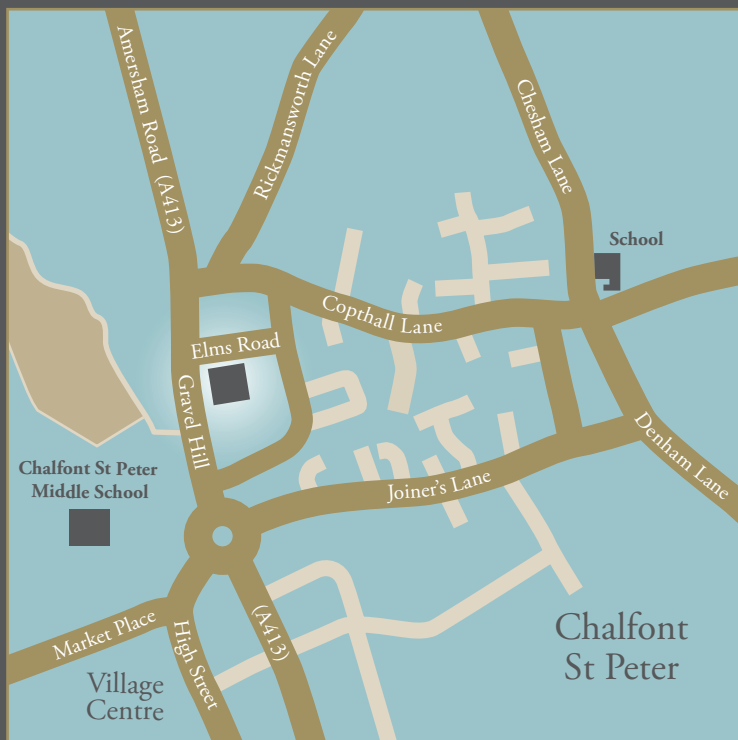 Amersham Road (A413)
Rickmansworth Lane
Chesham Lane
School
Copthall Lane
Elms Road
Gravel Hill
Chalfont St Peter
Middle School
Joiner's Lane
Denham Lane
Market Place
High Street
(A413)
Village
Centre
Chalfont
St Peter